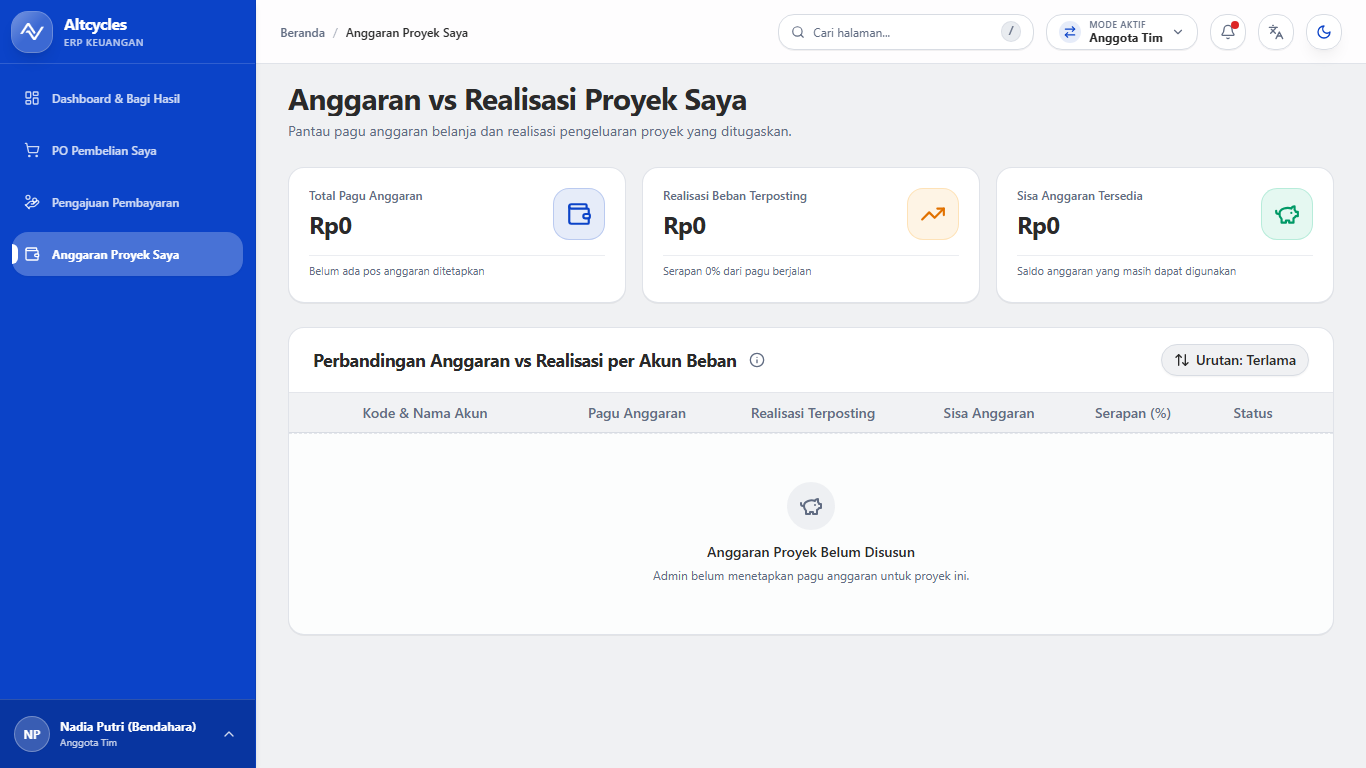 Altcycles
ERP KEUANGAN
Dashboard & Bagi Hasil
PO Pembelian Saya
Pengajuan Pembayaran
Anggaran Proyek Saya
NP
Nadia Putri (Bendahara)
Anggota Tim
Beranda / Anggaran Proyek Saya
Cari halaman...
/
MODE AKTIF
Anggota Tim
Anggaran vs Realisasi Proyek Saya
Pantau pagu anggaran belanja dan realisasi pengeluaran proyek yang ditugaskan.
Total Pagu Anggaran
Rp0
Belum ada pos anggaran ditetapkan
Realisasi Beban Terposting
Rp0
Serapan 0% dari pagu berjalan
Sisa Anggaran Tersedia
Rp0
Saldo anggaran yang masih dapat digunakan
Perbandingan Anggaran vs Realisasi per Akun Beban
Urutan: Terlama
Kode & Nama Akun Pagu Anggaran Realisasi Terposting Sisa Anggaran Serapan (%) Status
Anggaran Proyek Belum Disusun
Admin belum menetapkan pagu anggaran untuk proyek ini.